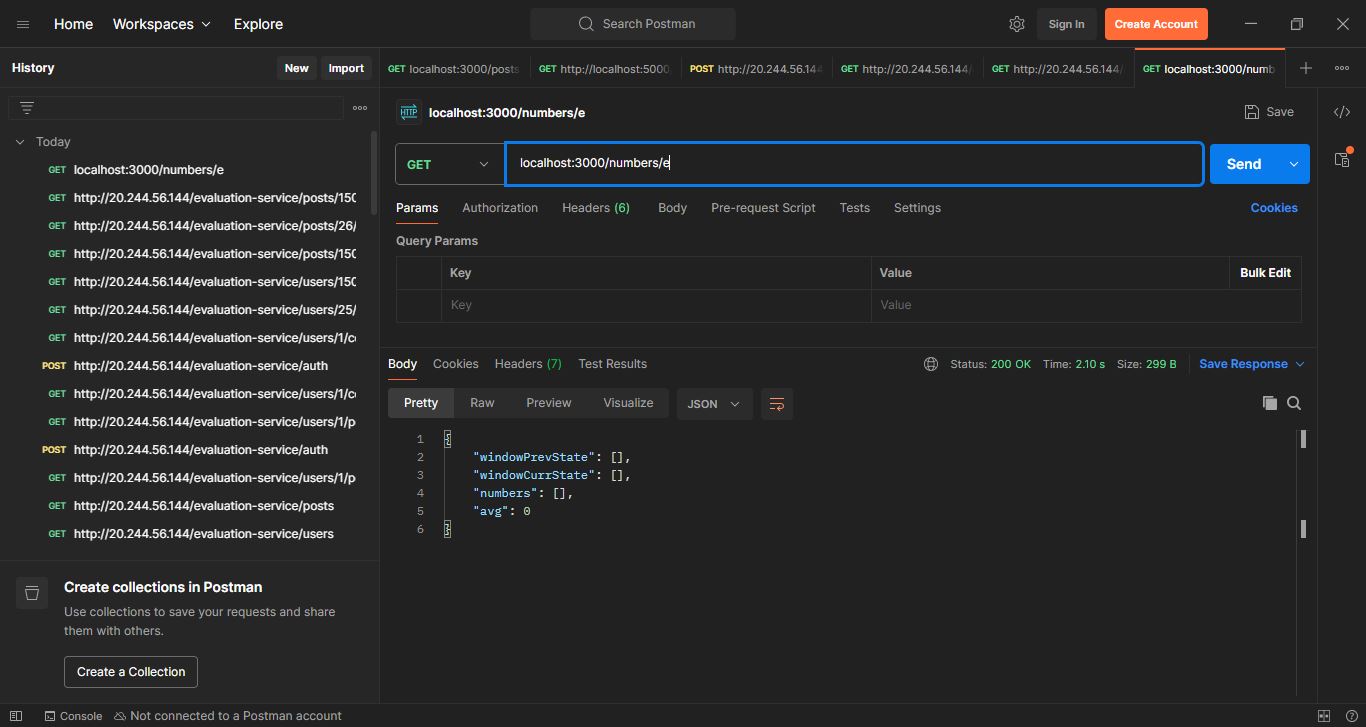 Home Workspaces Explore Search Postman Sign In Create Account
History New Import
GET localhost:3000/posts GET http://localhost:5000 POST http://20.244.56.144 GET http://20.244.56.144/ GET http://20.244.56.144/ GET localhost:3000/numb
HTTP localhost:3000/numbers/e Save
Today
GET localhost:3000/numbers/e
GET http://20.244.56.144/evaluation-service/posts/150
GET http://20.244.56.144/evaluation-service/posts/26/
GET http://20.244.56.144/evaluation-service/posts/150
GET http://20.244.56.144/evaluation-service/users/150
GET http://20.244.56.144/evaluation-service/users/25/
GET http://20.244.56.144/evaluation-service/users/1/co
POST http://20.244.56.144/evaluation-service/auth
GET http://20.244.56.144/evaluation-service/users/1/co
GET http://20.244.56.144/evaluation-service/users/1/p
POST http://20.244.56.144/evaluation-service/auth
GET http://20.244.56.144/evaluation-service/users/1/p
GET http://20.244.56.144/evaluation-service/posts
GET http://20.244.56.144/evaluation-service/users
Create collections in Postman
Use collections to save your requests and share
them with others.
Create a Collection
GET localhost:3000/numbers/e Send
Params Authorization Headers (6) Body Pre-request Script Tests Settings Cookies
Query Params
Key Value Bulk Edit
Key Value
Body Cookies Headers (7) Test Results Status: 200 OK Time: 2.10 s Size: 299 B Save Response
Pretty Raw Preview Visualize JSON
1 {
2 "windowPrevState": [],
3 "windowCurrState": [],
4 "numbers": [],
5 "avg": 0
6 }
Console Not connected to a Postman account